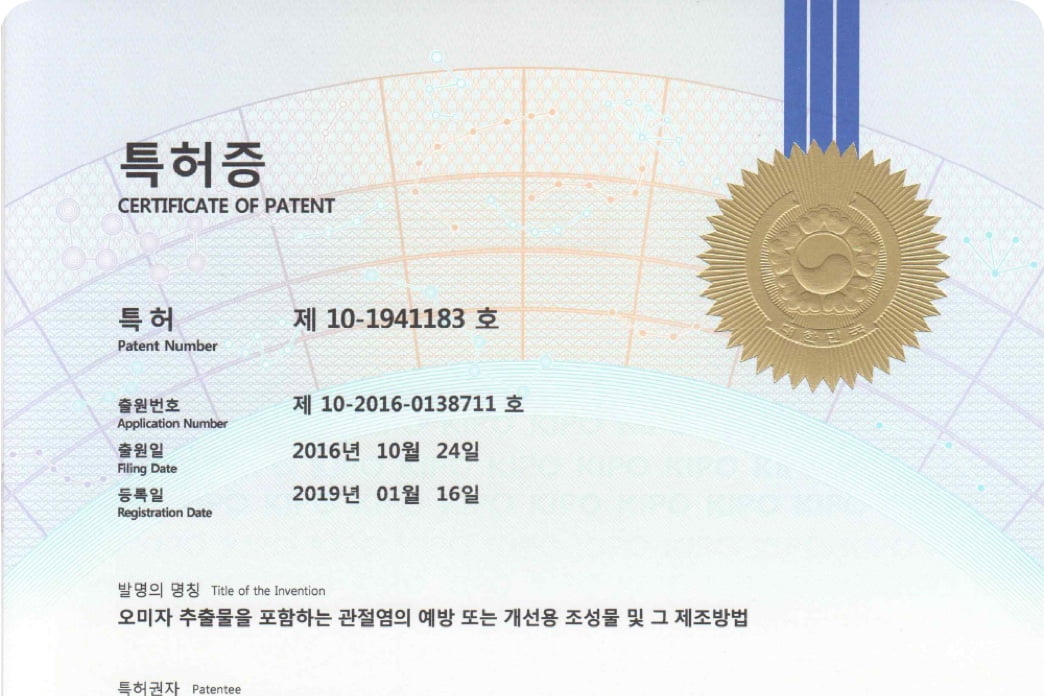 특허증
CERTIFICATE OF PATENT
특 허 제 10-1941183 호
Patent Number
출원번호 제 10-2016-0138711 호
Application Number
출원일 2016년 10월 24일
Filing Date
등록일 2019년 01월 16일
Registration Date
발명의 명칭 Title of the Invention
오미자 추출물을 포함하는 관절염의 예방 또는 개선용 조성물 및 그 제조방법
특허권자 Patentee
대한민국